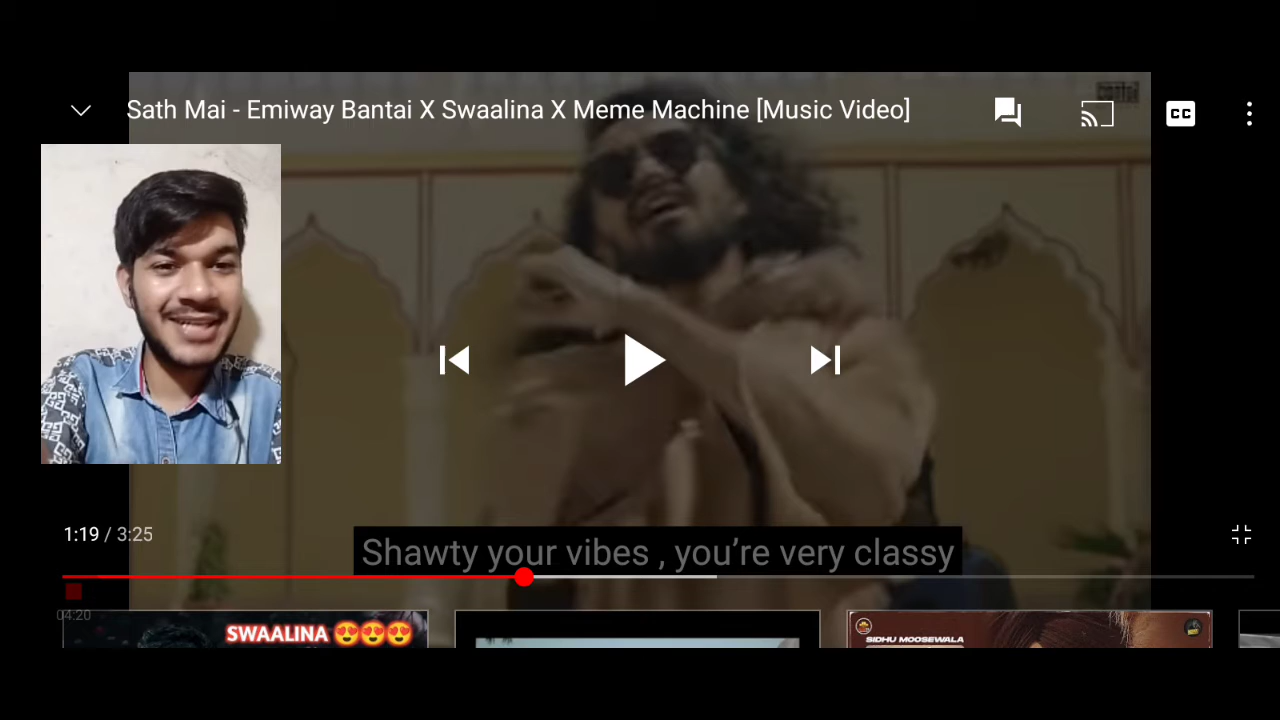 Sath Mai - Emiway Bantai X Swaalina X Meme Machine [Music Video]
CC
1:19 / 3:25
Shawty your vibes , you’re very classy
04:20
SWAALINA 😍😍😍
SIDHU MOOSEWALA